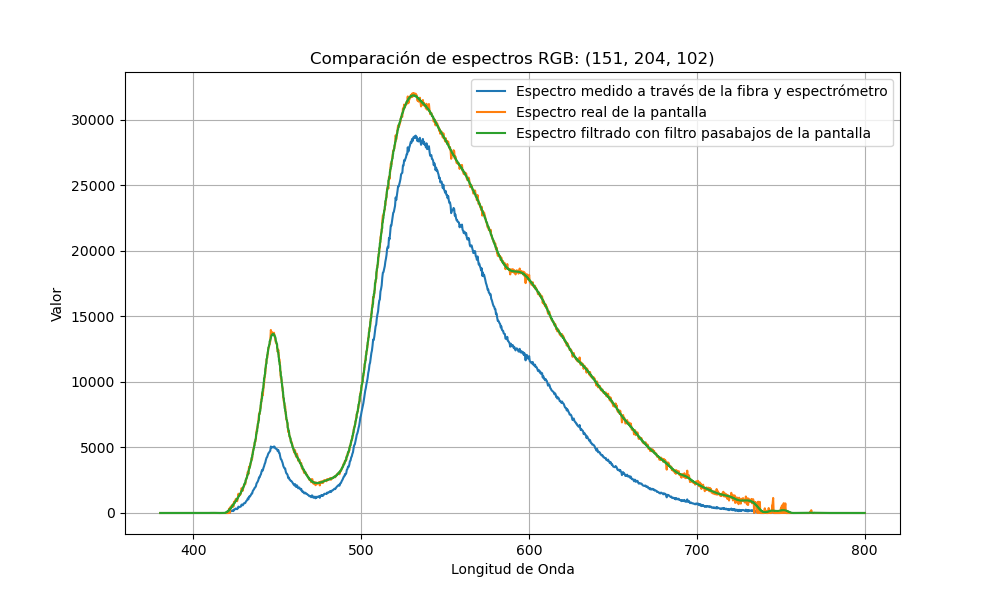 Comparación de espectros RGB: (151, 204, 102)
Espectro medido a través de la fibra y espectrómetro
Espectro real de la pantalla
Espectro filtrado con filtro pasabajos de la pantalla
Valor
30000
25000
20000
15000
10000
5000
0
400
500
600
700
800
Longitud de Onda